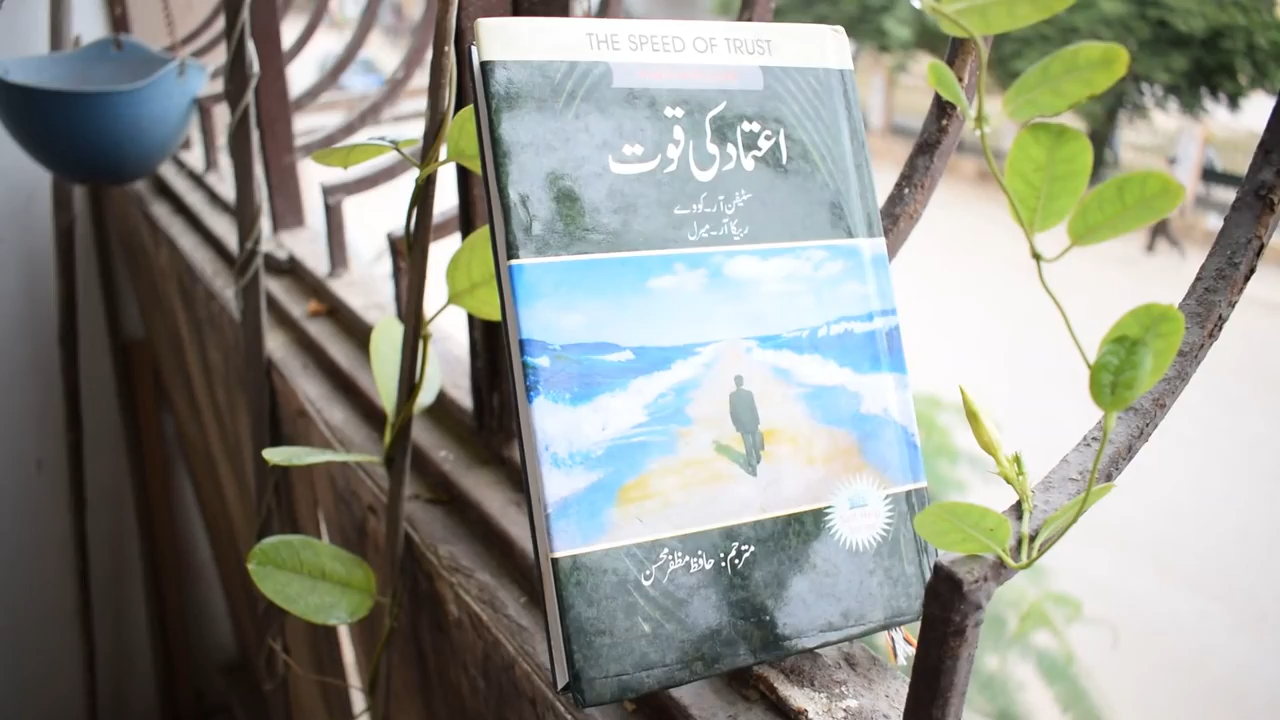 THE SPEED OF TRUST
اعتماد کی قوت
سٹیفن آر۔کووے
ربیکا آر۔میرل
مترجم: حافظ مظفر محسن